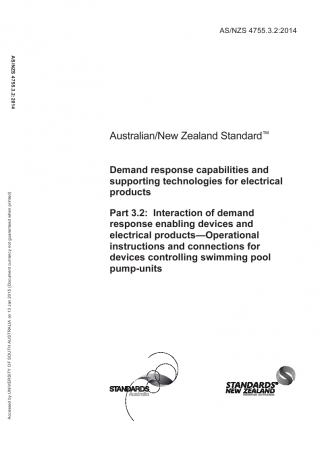 AS/NZS 4755.3.2:2014
AS/NZS 4755.3.2:2014
Australian/New Zealand Standard™
Demand response capabilities and
supporting technologies for electrical
products
Part 3.2: Interaction of demand
response enabling devices and
electrical products—Operational
instructions and connections for
devices controlling swimming pool
pump-units
Accessed by UNIVERSITY OF SOUTH AUSTRALIA on 13 Jan 2015 (Document currency not guaranteed when printed)
STANDARDS
Australia
STANDARDS
NEW ZEALAND